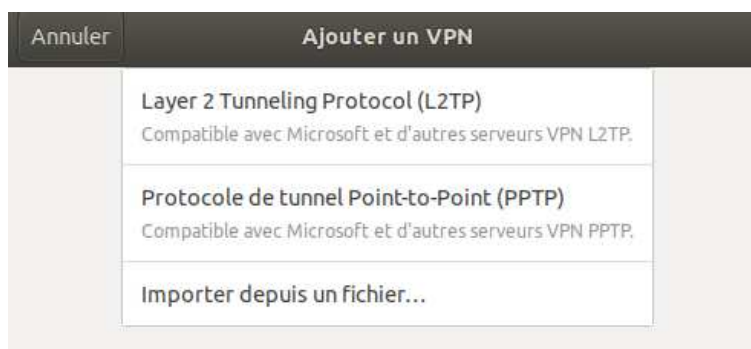 Annuler
Ajouter un VPN
Layer 2 Tunneling Protocol (L2TP)
Compatible avec Microsoft et d'autres serveurs VPN L2TP.
Protocole de tunnel Point-to-Point (PPTP)
Compatible avec Microsoft et d'autres serveurs VPN PPTP.
Importer depuis un fichier…